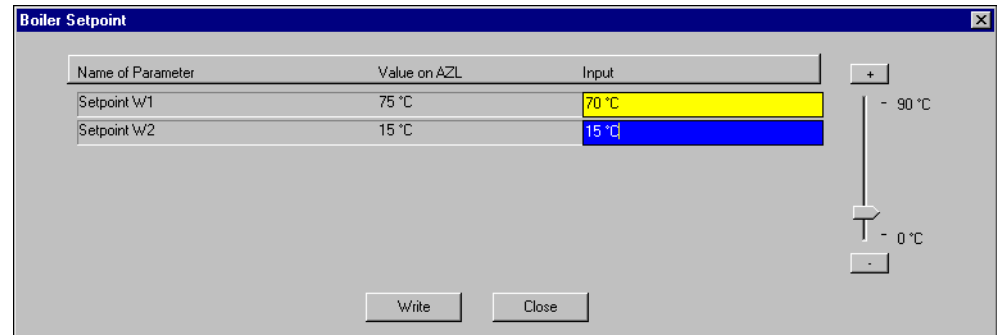 Boiler Setpoint
Name of Parameter Value on AZL Input
+
Setpoint W1 75 °C 70 °C
- 90 °C
Setpoint W2 15 °C 15 °C
- 0 °C
-
Write Close